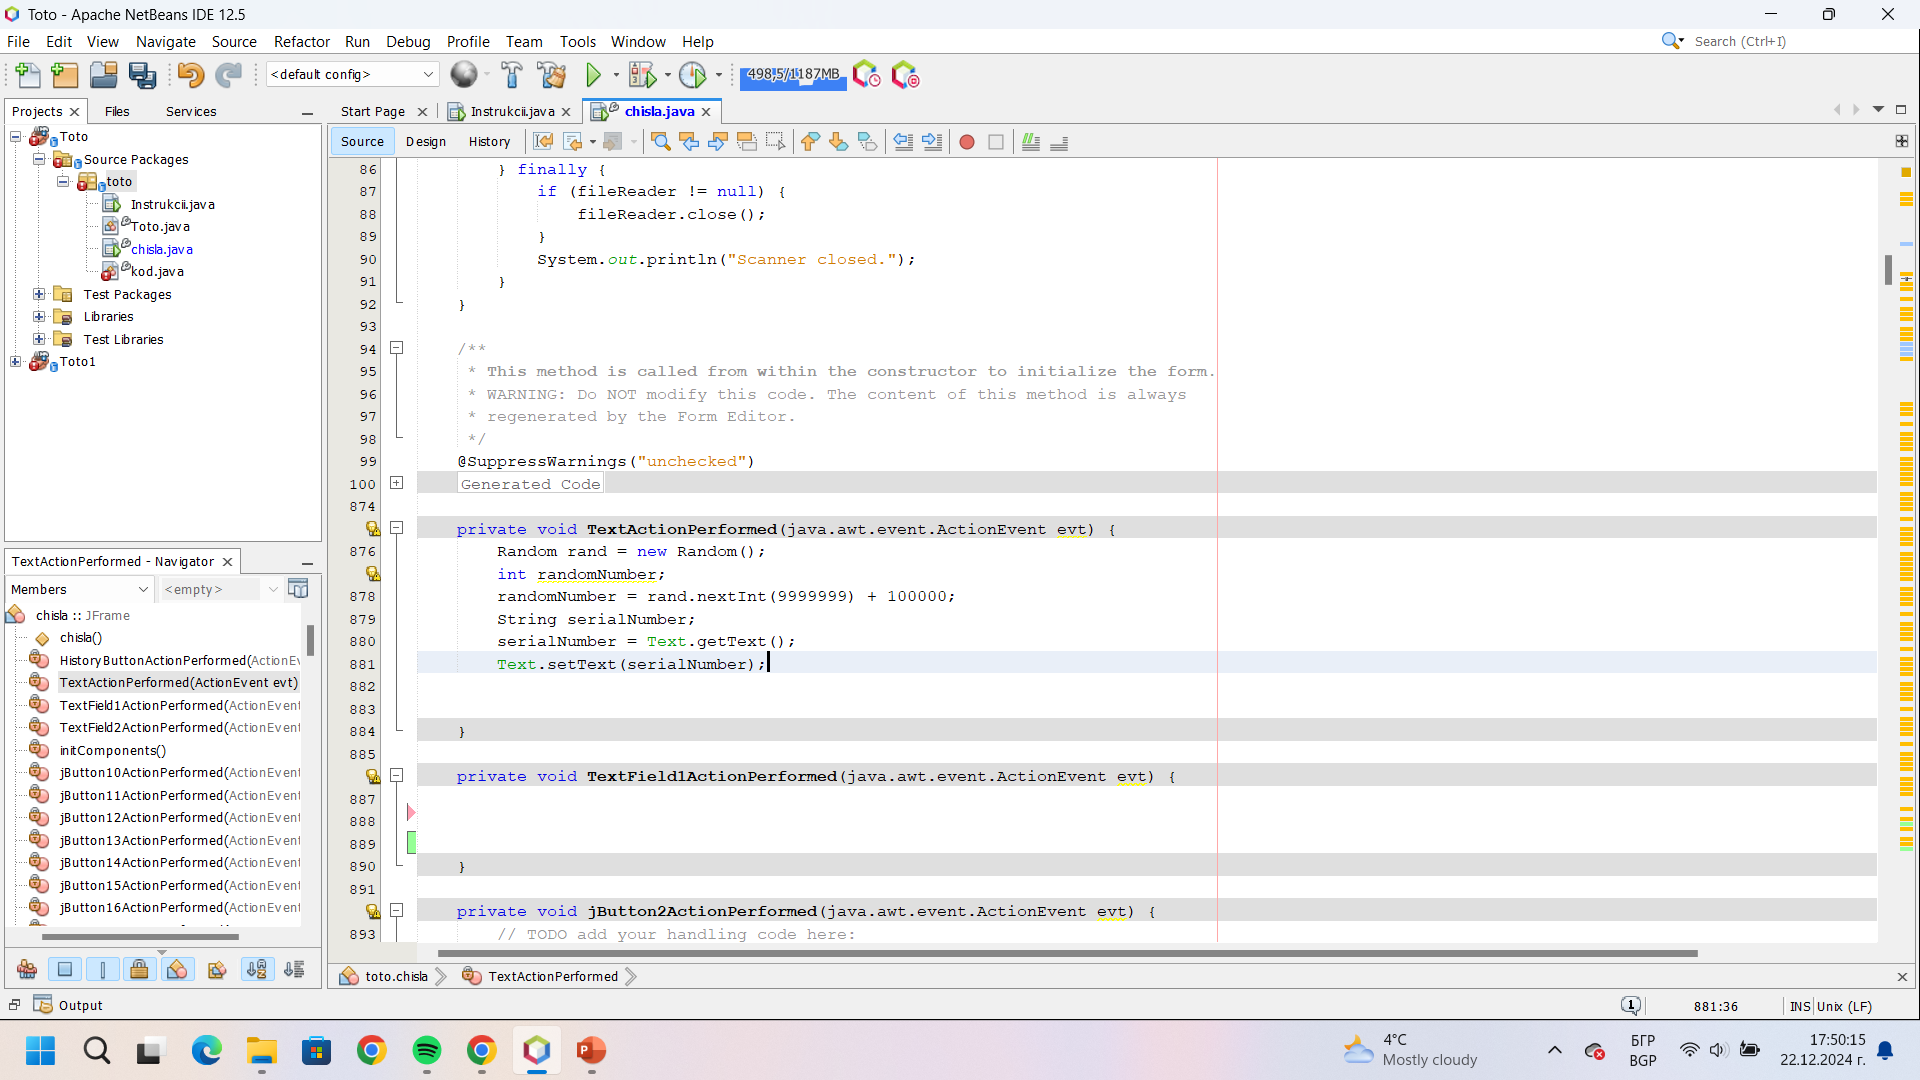 Toto - Apache NetBeans IDE 12.5
File Edit View Navigate Source Refactor Run Debug Profile Team Tools Window Help
Search (Ctrl+I)
<default config>
498,5/1187MB
Projects Files Services
Start Page Instrukcii.java chisla.java
Source Design History
Toto
Source Packages
toto
Instrukcii.java
Toto.java
chisla.java
kod.java
Test Packages
Libraries
Test Libraries
Toto1
TextActionPerformed - Navigator
Members <empty>
chisla :: JFrame
chisla()
HistoryButtonActionPerformed(ActionEv
TextActionPerformed(ActionEvent evt)
TextField1ActionPerformed(ActionEvent
TextField2ActionPerformed(ActionEvent
initComponents()
jButton10ActionPerformed(ActionEvent
jButton11ActionPerformed(ActionEvent
jButton12ActionPerformed(ActionEvent
jButton13ActionPerformed(ActionEvent
jButton14ActionPerformed(ActionEvent
jButton15ActionPerformed(ActionEvent
jButton16ActionPerformed(ActionEvent
86 } finally {
87 if (fileReader != null) {
88 fileReader.close();
89 }
90 System.out.println("Scanner closed.");
91 }
92 }
93
94 /**
95 * This method is called from within the constructor to initialize the form.
96 * WARNING: Do NOT modify this code. The content of this method is always
97 * regenerated by the Form Editor.
98 */
99 @SuppressWarnings("unchecked")
100 Generated Code
874
private void TextActionPerformed(java.awt.event.ActionEvent evt) {
876 Random rand = new Random();
int randomNumber;
878 randomNumber = rand.nextInt(9999999) + 100000;
879 String serialNumber;
880 serialNumber = Text.getText();
881 Text.setText(serialNumber);
882
883
884 }
885
private void TextField1ActionPerformed(java.awt.event.ActionEvent evt) {
887
888
889
890 }
891
private void jButton2ActionPerformed(java.awt.event.ActionEvent evt) {
893 // TODO add your handling code here:
toto.chisla TextActionPerformed
Output
1 881:36 INS Unix (LF)
4°C
Mostly cloudy
БГР
BGP
17:50:15
22.12.2024 г.